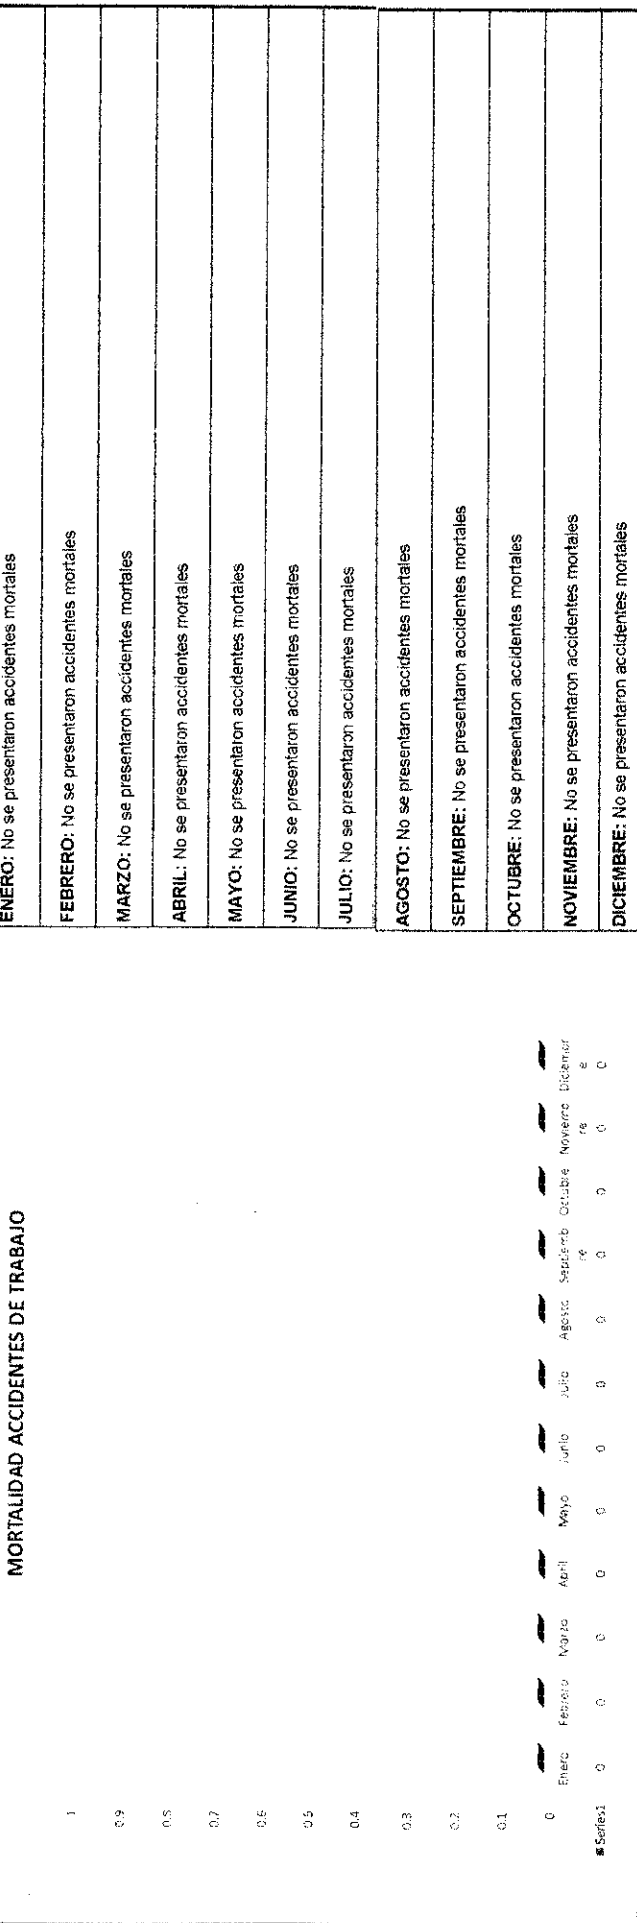 MORTALIDAD ACCIDENTES DE TRABAJO
1
0.9
0.8
0.7
0.6
0.5
0.4
0.3
0.2
0.1
0
Enero Febrero Marzo April Mayo Junio Julio Agosto Septiemb Octubre
re
Series1 0 0 0 0 0 0 0 0 0 0 0 0
ENERO: No se presentaron accidentes mortales
FEBRERO: No se presentaron accidentes mortales
MARZO: No se presentaron accidentes mortales
ABRIL: No se presentaron accidentes mortales
MAYO: No se presentaron accidentes mortales
JUNIO: No se presentaron accidentes mortales
JULIO: No se presentaron accidentes mortales
AGOSTO: No se presentaron accidentes mortales
SEPTIEMBRE: No se presentaron accidentes mortales
OCTUBRE: No se presentaron accidentes mortales
NOVIEMBRE: No se presentaron accidentes mortales
DICIEMBRE: No se presentaron accidentes mortales